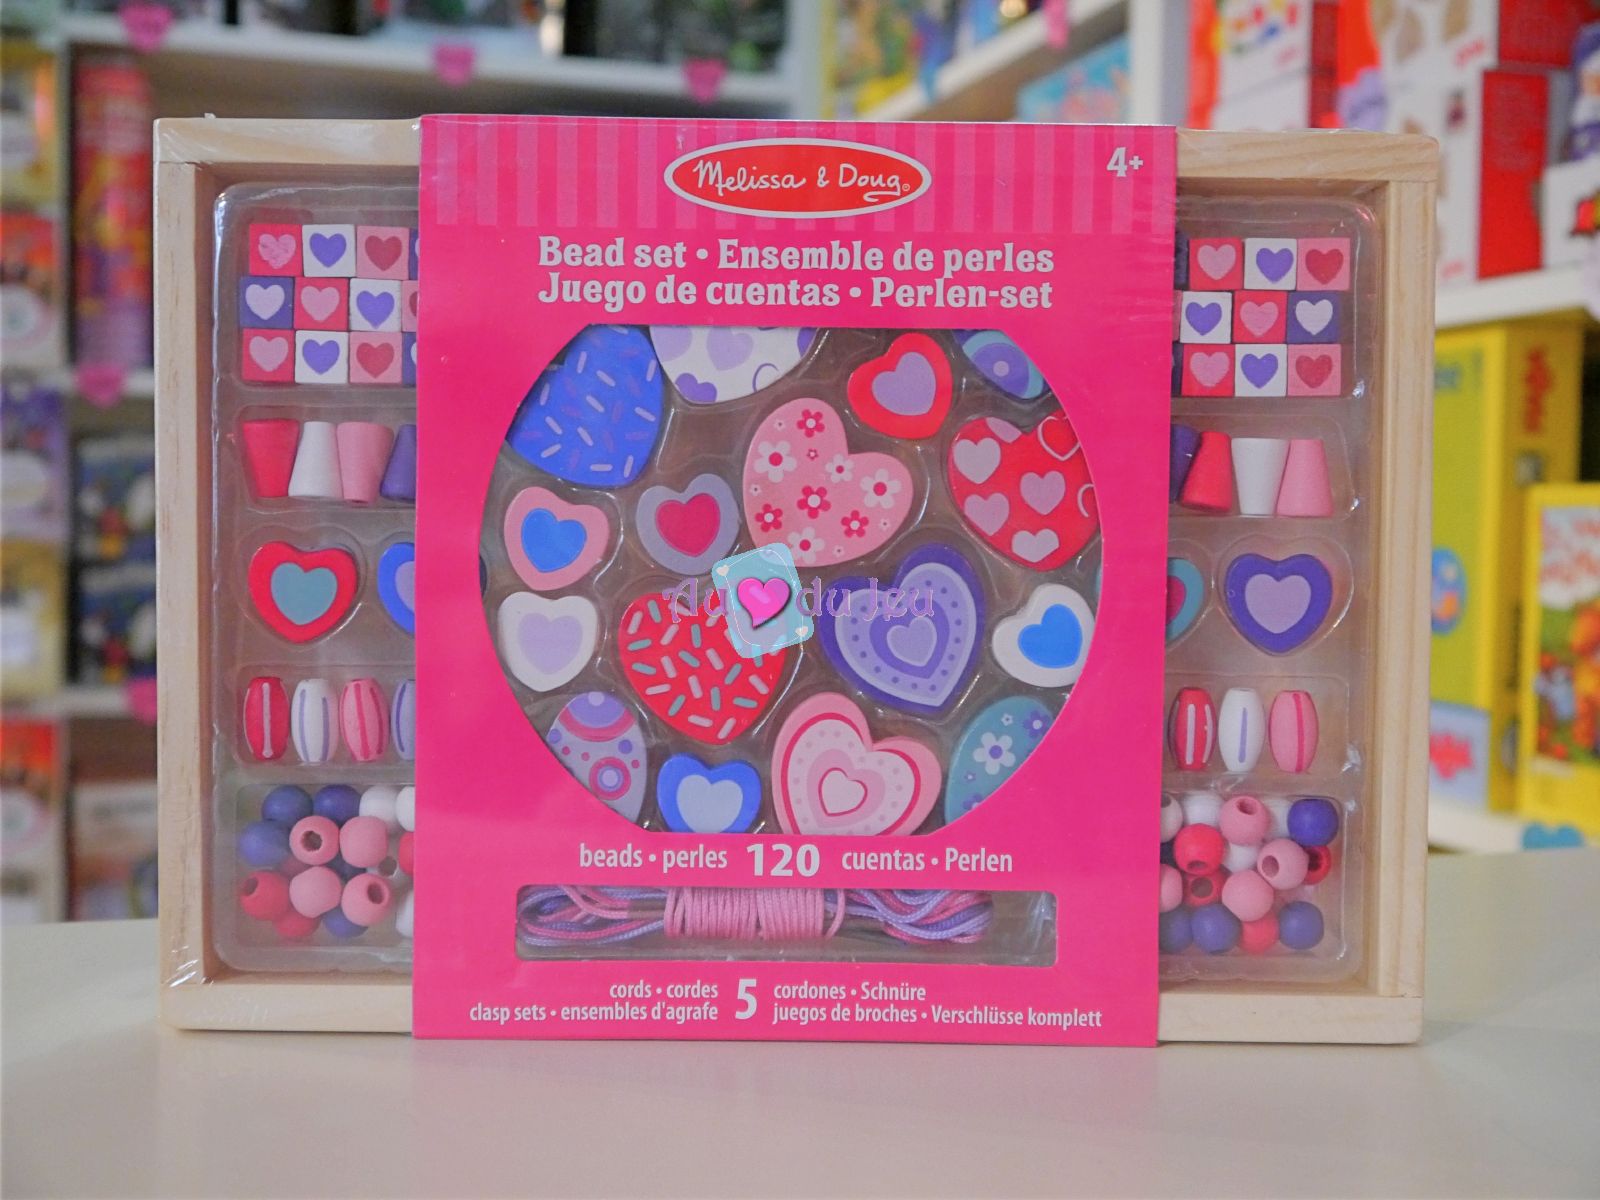 Melissa & Doug®
4+
Bead set • Ensemble de perles
Juego de cuentas • Perlen-set
Au du Jeu
beads • perles 120 cuentas • Perlen
cords • cordes 5 cordones • Schnüre
clasp sets • ensembles d'agrafe juegos de broches • Verschlüsse komplett